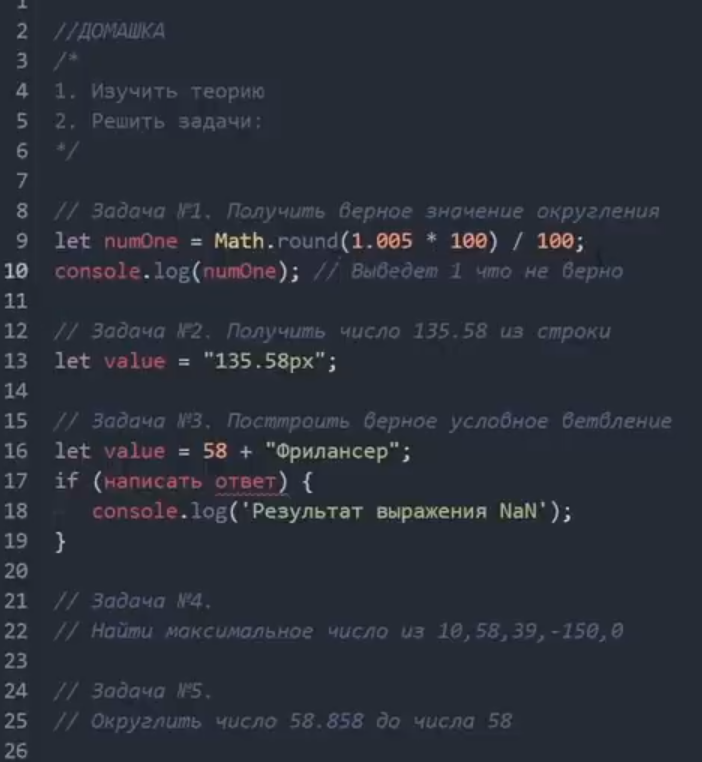 1
2 //ДОМАШКА
3 /*
4 1. Изучить теорию
5 2. Решить задачи:
6 */
7
8 // Задача №1. Получить верное значение округления
9 let numOne = Math.round(1.005 * 100) / 100;
10 console.log(numOne); // Выведет 1 что не верно
11
12 // Задача №2. Получить число 135.58 из строки
13 let value = "135.58px";
14
15 // Задача №3. Посттроить верное условное ветвление
16 let value = 58 + "Фрилансер";
17 if (написать ответ) {
18 console.log('Результат выражения NaN');
19 }
20
21 // Задача №4.
22 // Найти максимальное число из 10,58,39,-150,0
23
24 // Задача №5.
25 // Округлить число 58.858 до числа 58
26